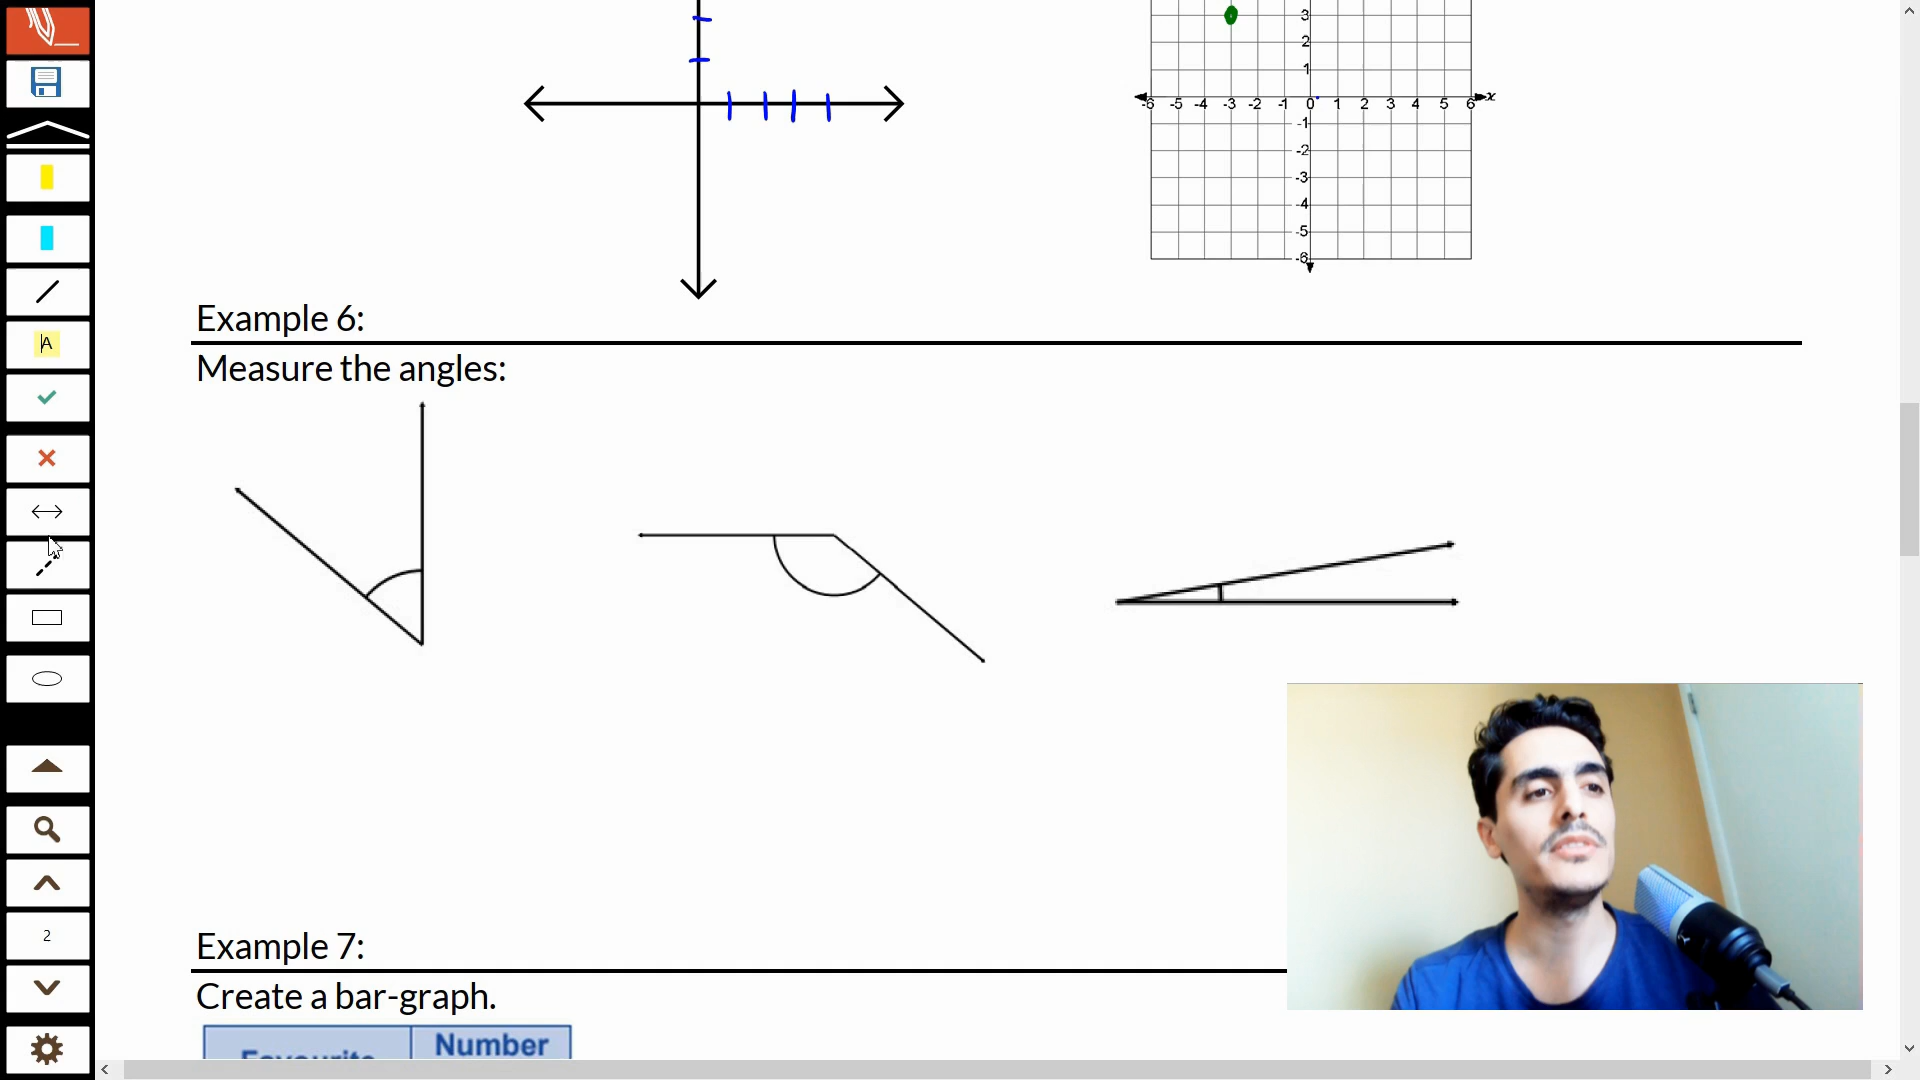 3
2
1
-6 -5 -4 -3 -2 -1 0 1 2 3 4 5 6 x
-1
-2
-3
-4
-5
-6
Example 6:
Measure the angles:
A
2
Example 7:
Create a bar-graph.
Favourite Number